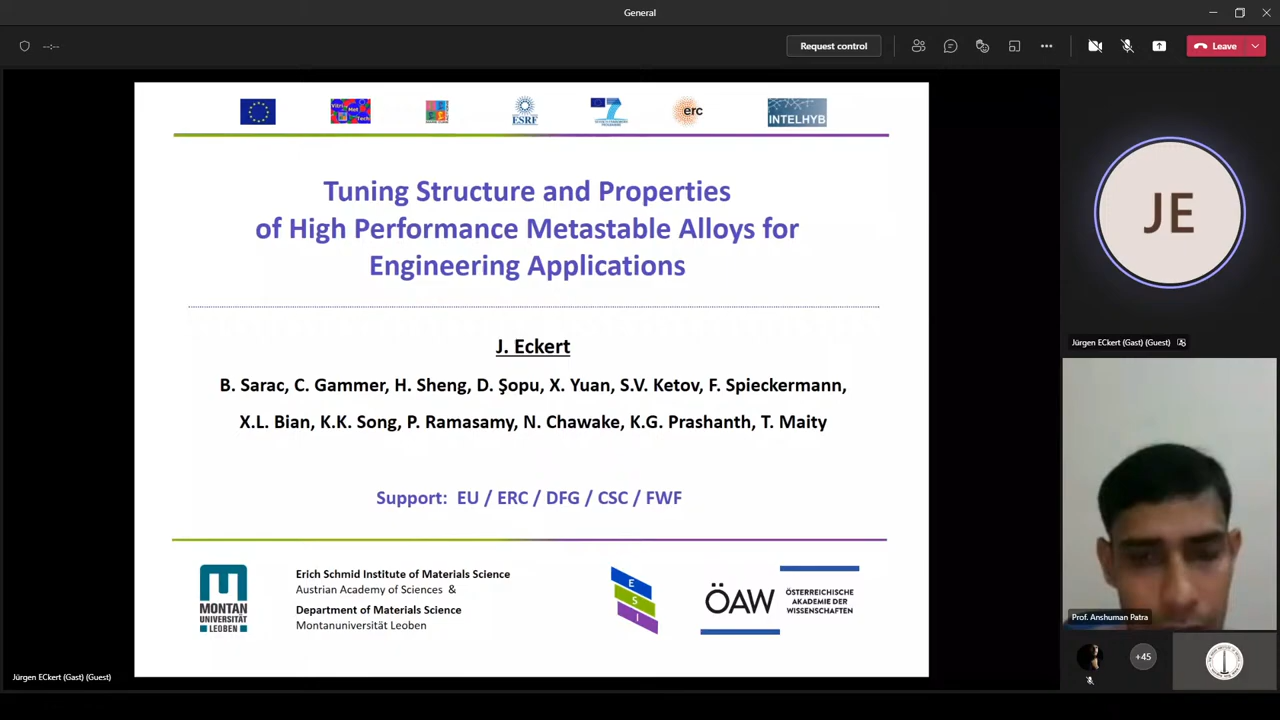 General
--:--
Request control
Leave
ESRF
7
erc
INTELHYB
Tuning Structure and Properties
of High Performance Metastable Alloys for
Engineering Applications
J. Eckert
B. Sarac, C. Gammer, H. Sheng, D. Şopu, X. Yuan, S.V. Ketov, F. Spieckermann,
X.L. Bian, K.K. Song, P. Ramasamy, N. Chawake, K.G. Prashanth, T. Maity
Support: EU / ERC / DFG / CSC / FWF
MONTAN
UNIVERSITÄT
LEOBEN
Erich Schmid Institute of Materials Science
Austrian Academy of Sciences &
Department of Materials Science
Montanuniversität Leoben
E
S
I
ÖAW
ÖSTERREICHISCHE
AKADEMIE DER
WISSENSCHAFTEN
Jürgen ECkert (Gast) (Guest)
JE
Jürgen ECkert (Gast) (Guest)
Prof. Anshuman Patra
+45